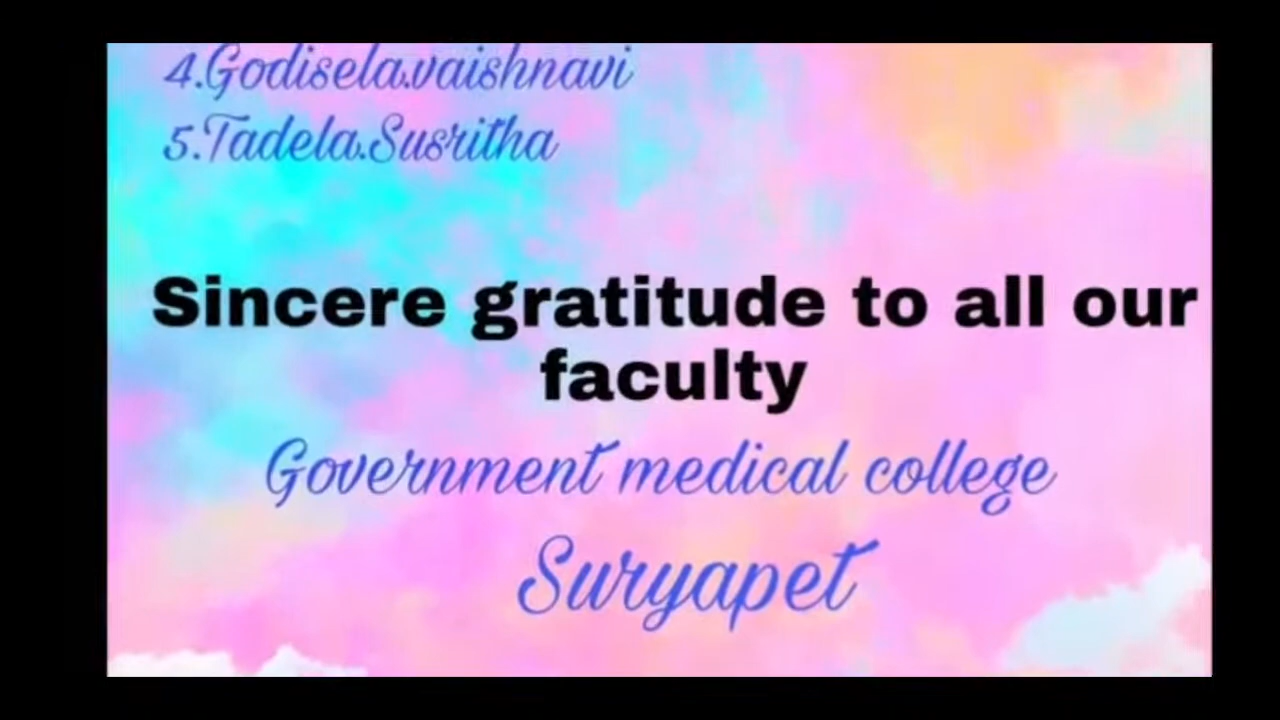 4.Godisela.vaishnavi
5.Tadela.Susritha
Sincere gratitude to all our
faculty
Government medical college
Suryapet